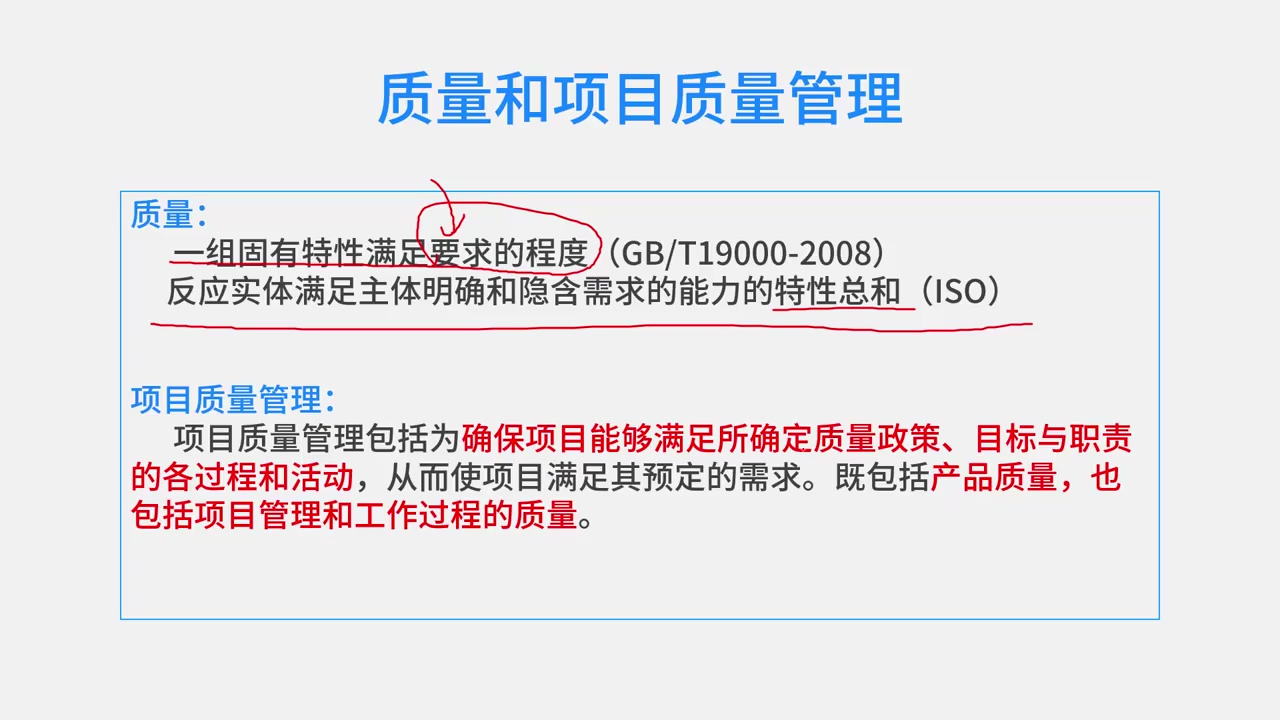 质量和项目质量管理
质量：
一组固有特性满足要求的程度（GB/T19000-2008）
反应实体满足主体明确和隐含需求的能力的特性总和（ISO）
项目质量管理：
项目质量管理包括为确保项目能够满足所确定质量政策、目标与职责
的各过程和活动，从而使项目满足其预定的需求。既包括产品质量，也
包括项目管理和工作过程的质量。